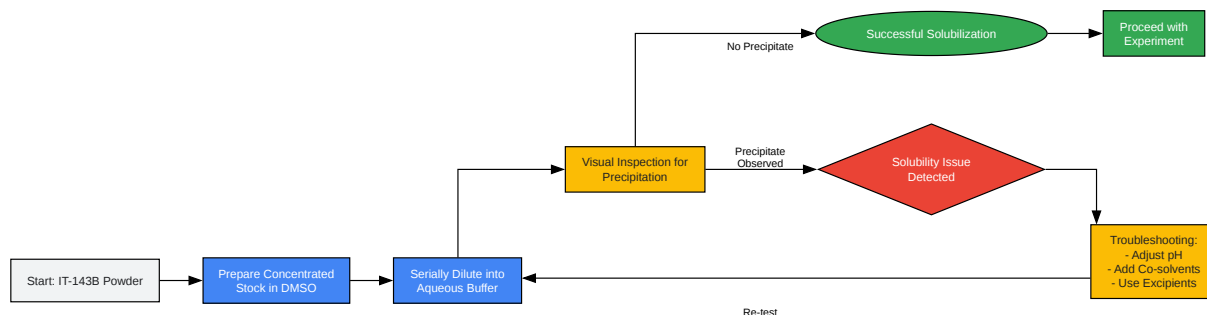 Successful Solubilization
Proceed with
Experiment
No Precipitate
Visual Inspection for
Precipitation
Precipitate
Observed
Solubility Issue
Detected
Start: IT-143B Powder
Prepare Concentrated
Stock in DMSO
Serially Dilute into
Aqueous Buffer
Troubleshooting:
- Adjust pH
- Add Co-solvents
- Use Excipients
Re-test